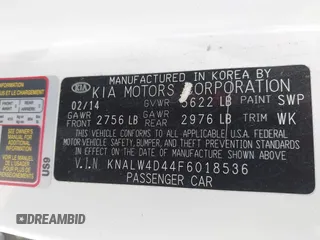 MANUFACTURED IN KOREA BY
KIA KIA MOTORS CORPORATION
02/14 GVWR 5622 LB PAINT SWP
GAWR FRONT 2756 LB GAWR REAR 2976 LB TRIM WK
THIS VEHICLE CONFORMS TO ALL APPLICABLE U.S. FEDERAL
MOTOR VEHICLE SAFETY, BUMPER, AND THEFT PREVENTION
STANDARDS IN EFFECT ON THE DATE OF MANUFACTURE
SHOWN ABOVE.
V.I.N KNALW4D44F6018536
PASSENGER CAR
US9
AUTOBIDMASTER